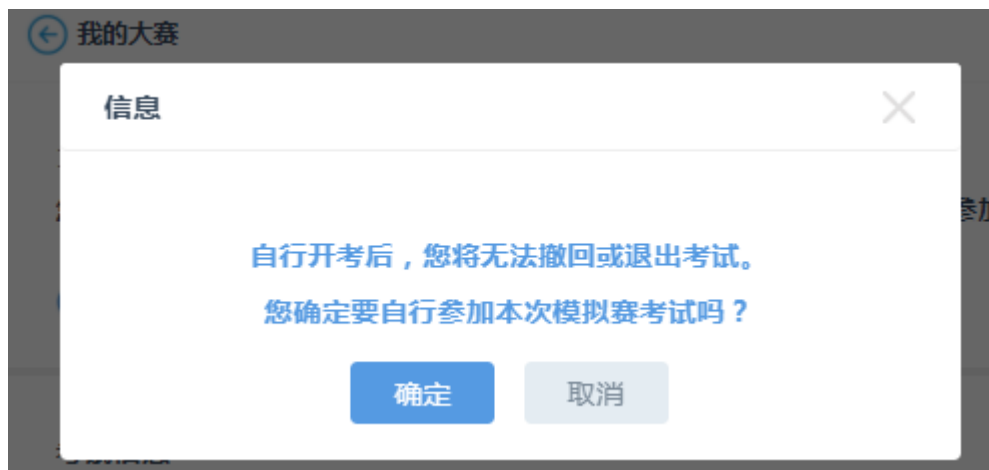 我的大赛
信息
参加
自行开考后，您将无法撤回或退出考试。
您确定要自行参加本次模拟赛考试吗？
确定
取消